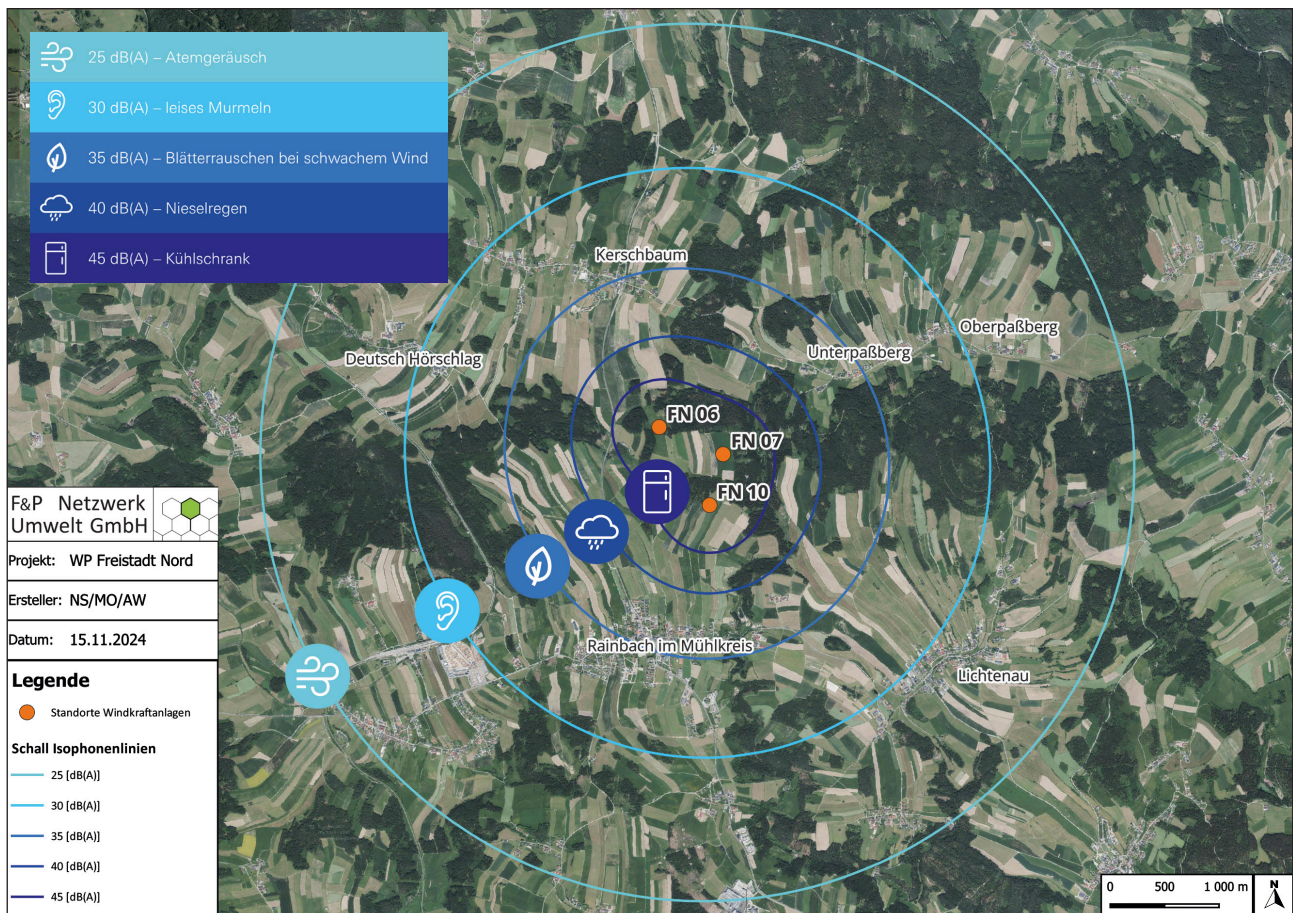 25 dB(A) – Atemgeräusch
30 dB(A) – leises Murmeln
35 dB(A) – Blätterrauschen bei schwachem Wind
40 dB(A) – Nieselregen
45 dB(A) – Kühlschrank
Kerschbaum
Oberpaßberg
Unterpaßberg
Deutsch Hörschlag
FN 06
FN 07
FN 10
Rainbach im Mühlkreis
Lichtenau
F&P Netzwerk
Umwelt GmbH
Projekt: WP Freistadt Nord
Ersteller: NS/MO/AW
Datum: 15.11.2024
Legende
Standorte Windkraftanlagen
Schall Isophonenlinien
25 [dB(A)]
30 [dB(A)]
35 [dB(A)]
40 [dB(A)]
45 [dB(A)]
0 500 1 000 m
N